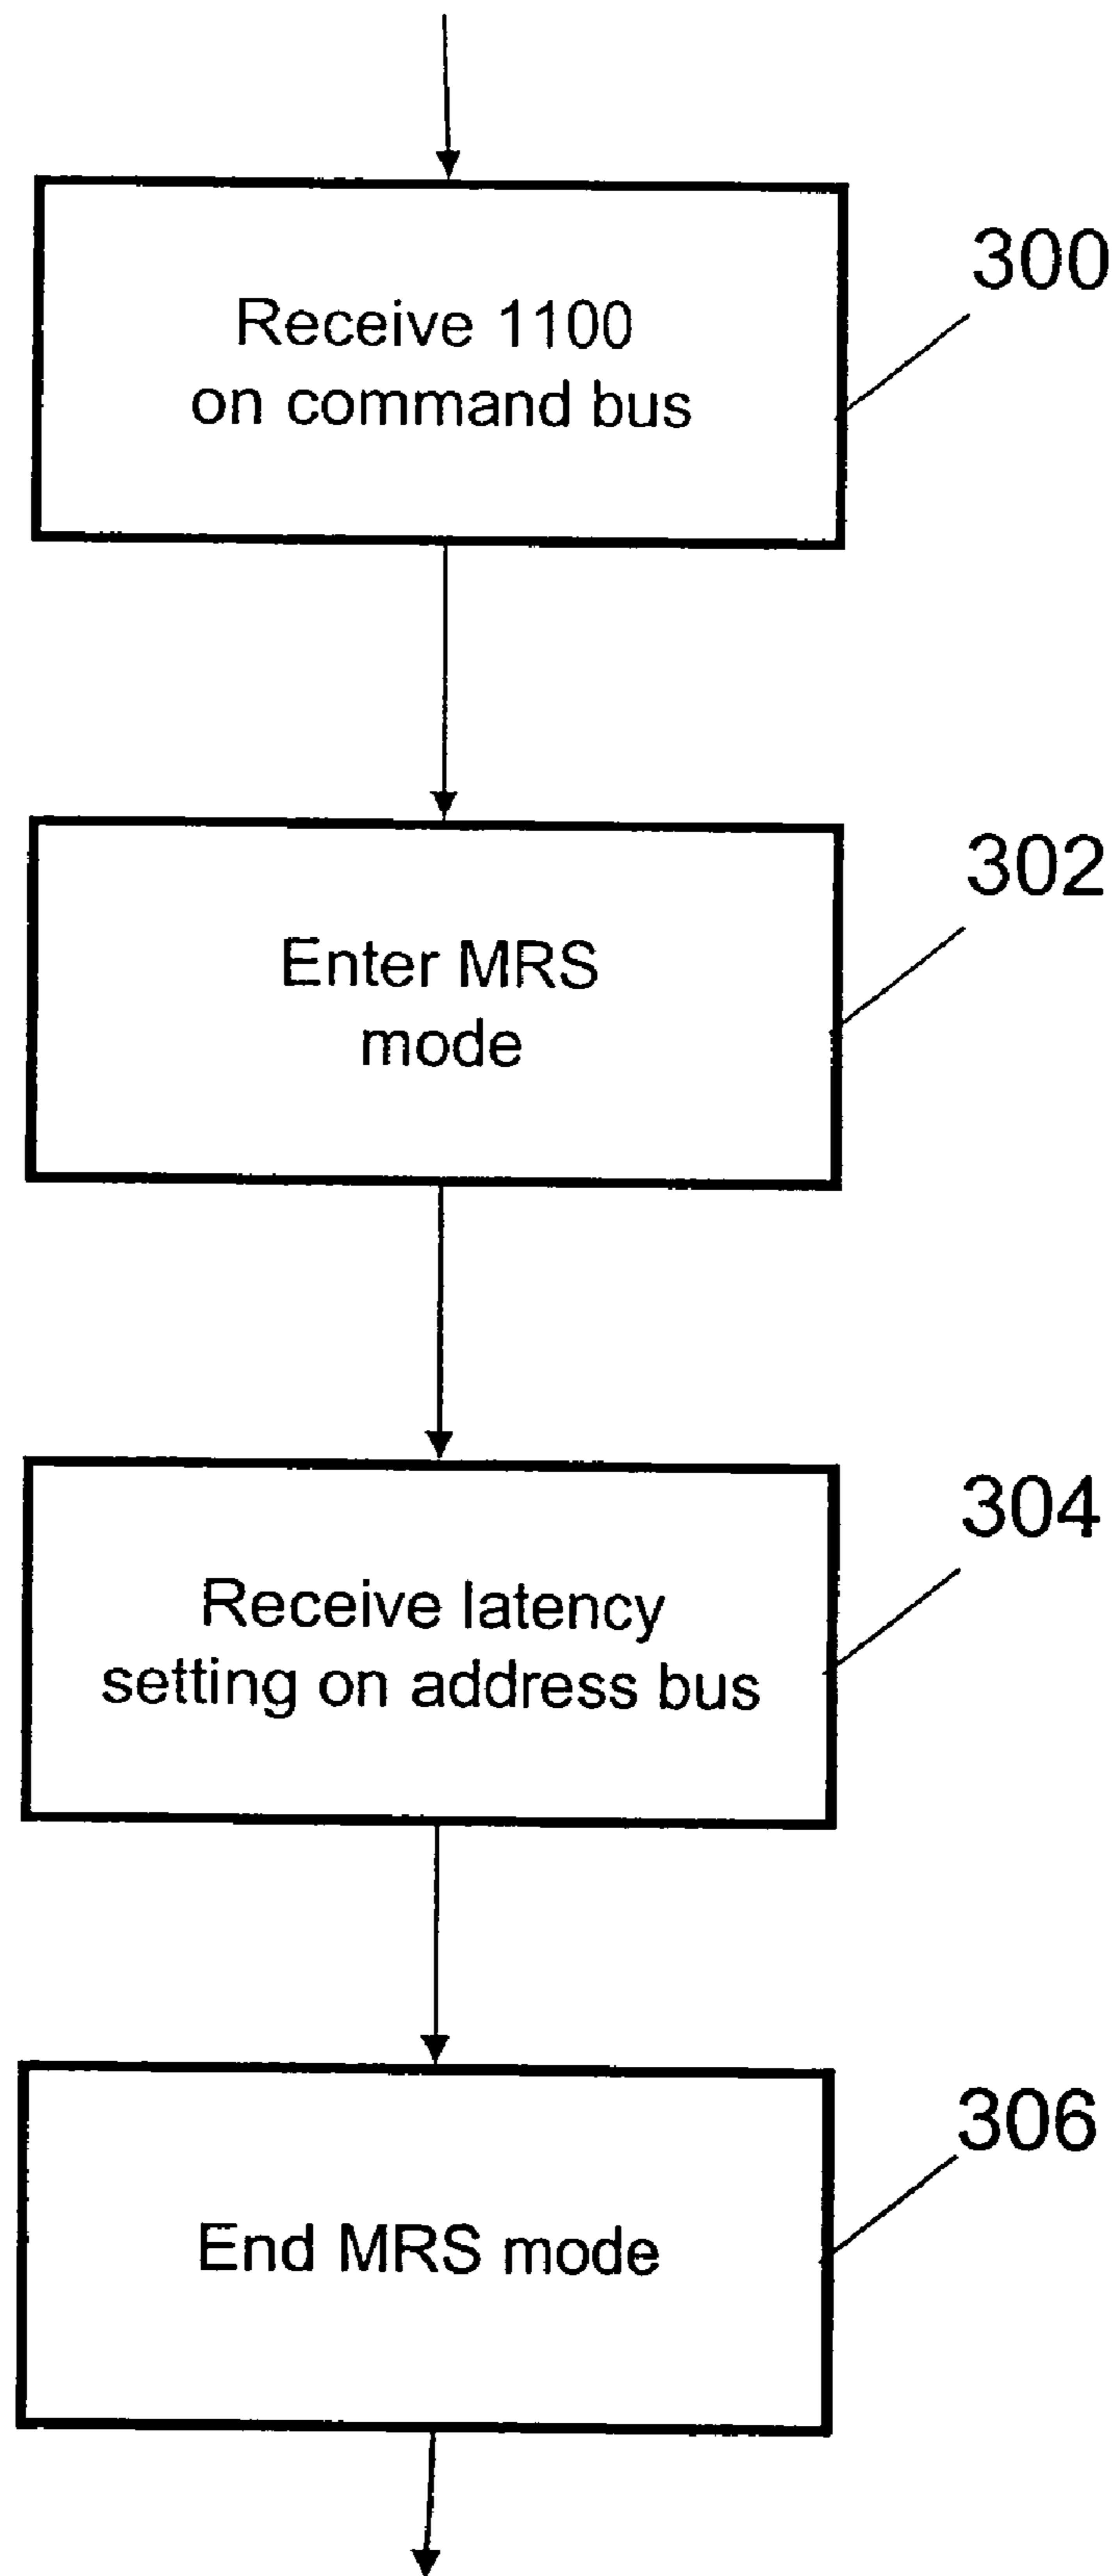 300
Receive 1100
on command bus
302
Enter MRS
mode
304
Receive latency
setting on address bus
306
End MRS mode